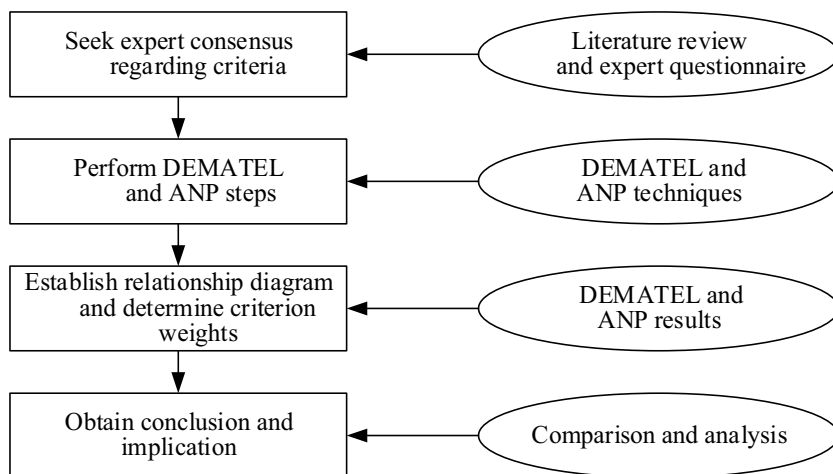 Seek expert consensus
regarding criteria
Literature review
and expert questionnaire
Perform DEMATEL
and ANP steps
DEMATEL and
ANP techniques
Establish relationship diagram
and determine criterion
weights
DEMATEL and
ANP results
Obtain conclusion and
implication
Comparison and analysis